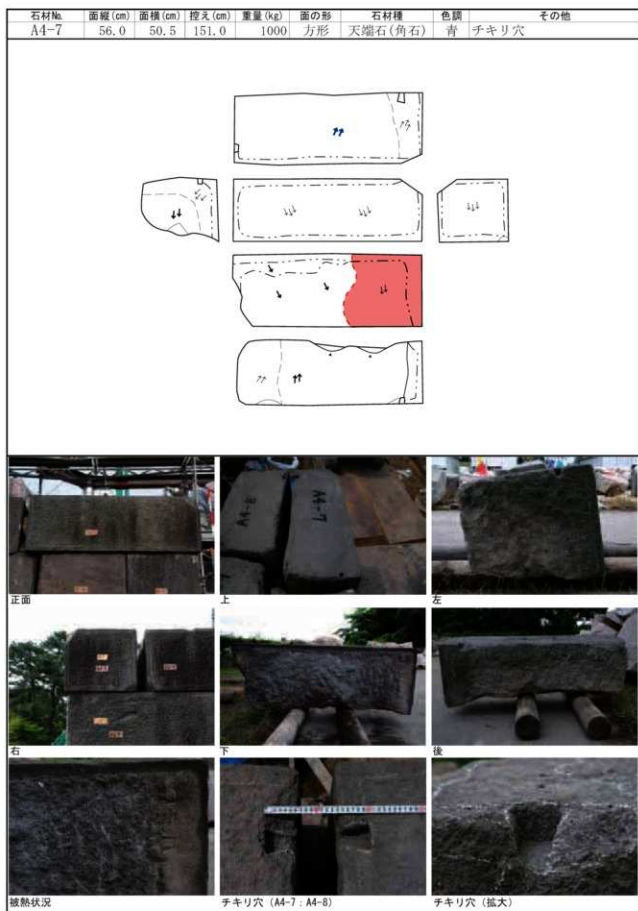 石材No. 面縦(cm) 面横(cm) 控え(cm) 重量(kg) 面の形 石材種 色調 その他
A4-7 56.0 50.5 151.0 1000 方形 天端石(角石) 青 チキリ穴
A4-8
A4-7
正面 上 左
右 下 後
被熱状況 チキリ穴 (A4-7:A4-8) チキリ穴 (拡大)